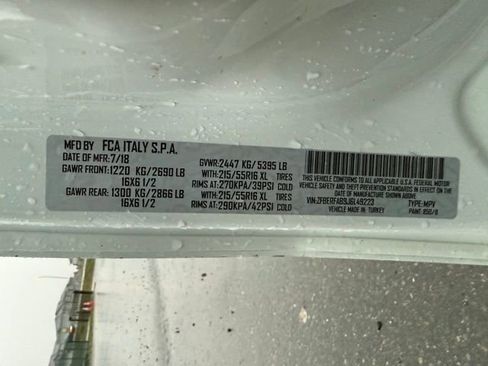 MFD BY FCA ITALY S.P.A.
DATE OF MFR: 7/18 GVWR: 2447 KG/ 5395 LB
GAWR FRONT: 1220 KG/2690 LB WITH: 215/55R16 XL TIRES
16X6 1/2 RIMS AT: 270KPA/39PSI COLD
GAWR REAR: 1300 KG/2866 LB WITH: 215/55R16 XL TIRES
16X6 1/2 RIMS AT: 290KPA/42PSI COLD
THIS VEHICLE CONFORMS TO ALL APPLICABLE U.S.A. FEDERAL MOTOR
VEHICLE SAFETY AND THEFT PREVENTION STANDARDS IN EFFECT ON THE
DATE OF MANUFACTURE SHOWN ABOVE.
TYPE: MPV
VEHICLE MADE IN: TURKEY